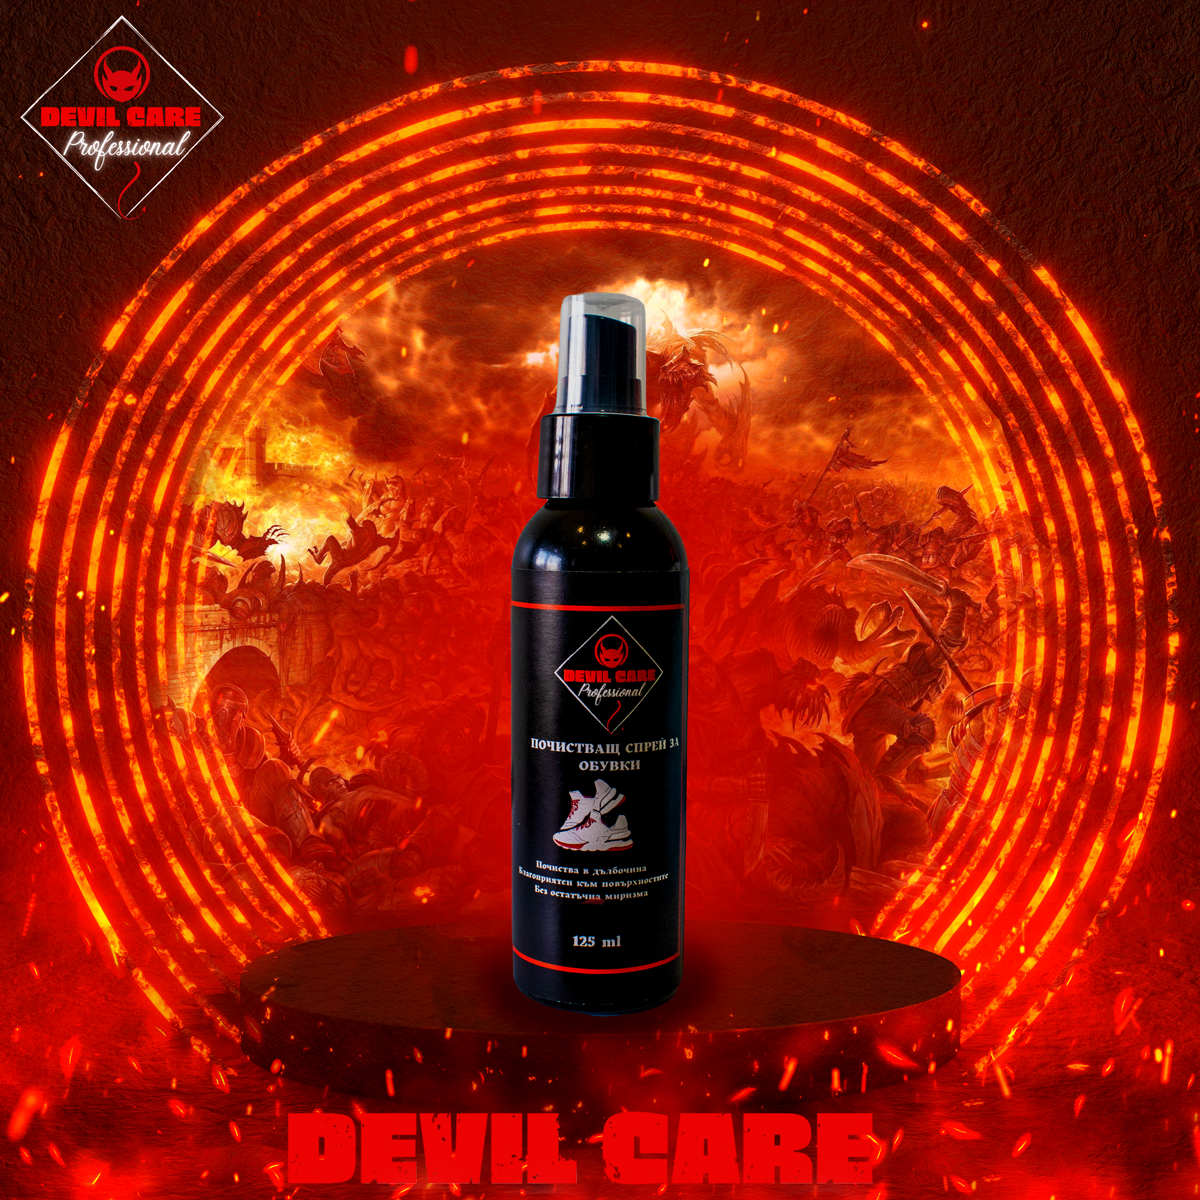 DEVIL CARE
Professional
DEVIL CARE
Professional
ПОЧИСТВАЩ СПРЕЙ ЗА
ОБУВКИ
Почиства в дълбочина
Благоприятен към повърхностите
Без остатъчна миризма
125 ml
DEVIL CARE